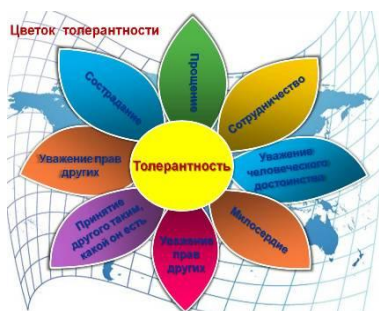 Цветок толерантности
Прощение
Сотрудничество
Уважение
человеческого
достоинства
Милосердие
Уважение
прав
других
Принятие
другого таким,
какой он есть
Уважение прав
других
Сострадание
Толерантность